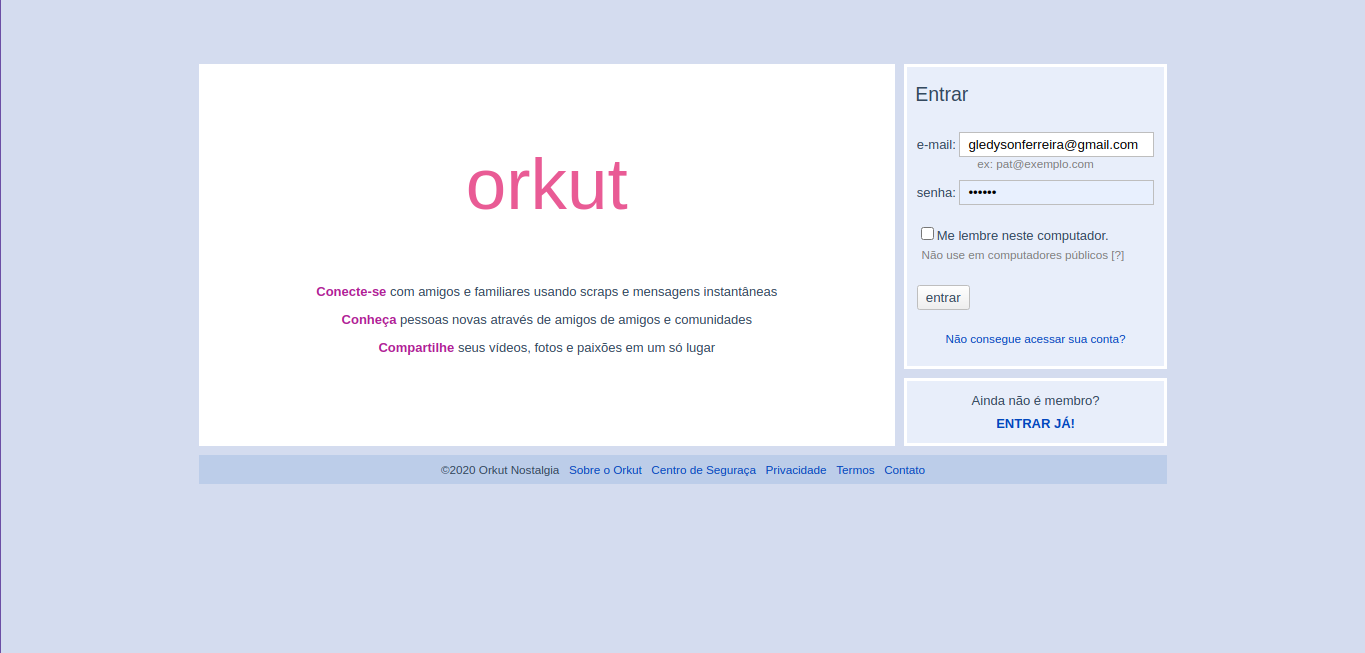 orkut
Conecte-se com amigos e familiares usando scraps e mensagens instantâneas
Conheça pessoas novas através de amigos de amigos e comunidades
Compartilhe seus vídeos, fotos e paixões em um só lugar
Entrar
e-mail: gledysonferreira@gmail.com
ex: pat@exemplo.com
senha: ••••••
Me lembre neste computador.
Não use em computadores públicos [?]
entrar
Não consegue acessar sua conta?
Ainda não é membro?
ENTRAR JÁ!
©2020 Orkut Nostalgia Sobre o Orkut Centro de Seguraça Privacidade Termos Contato